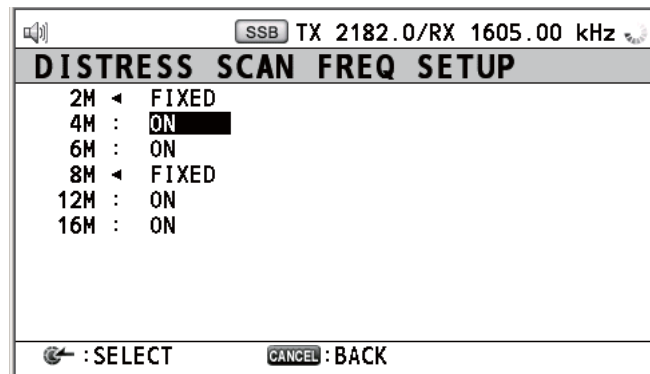 SSB TX 2182.0/RX 1605.00 kHz
DISTRESS SCAN FREQ SETUP
2M ◄ FIXED
4M : ON
6M : ON
8M ◄ FIXED
12M : ON
16M : ON
:SELECT CANCEL:BACK